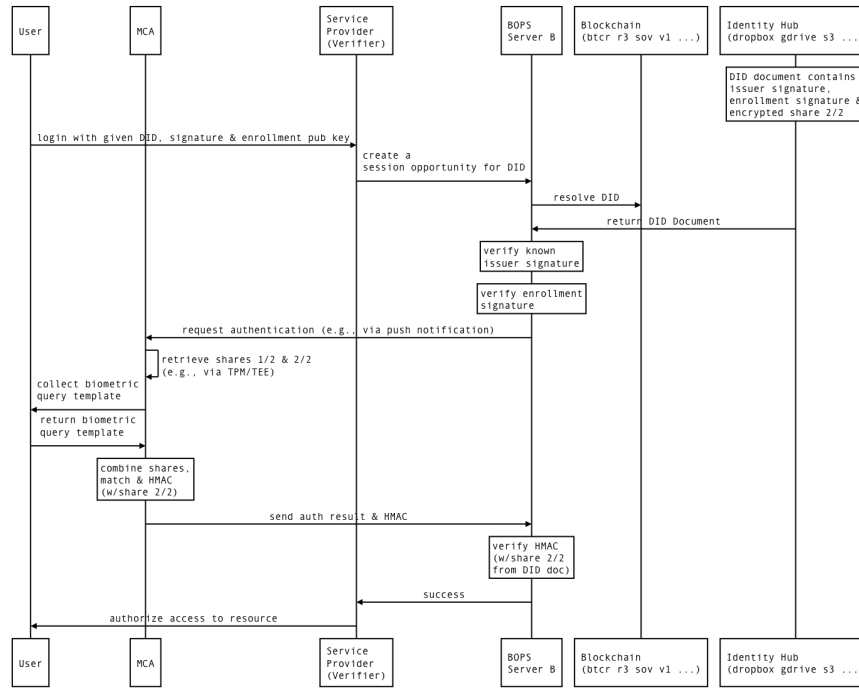 User
MCA
Service
Provider
(Verifier)
BOPS
Server B
Blockchain
(btcr r3 sov v1 ...)
Identity Hub
(dropbox gdrive s3 ...
DID document contains
issuer signature,
enrollment signature &
encrypted share 2/2
login with given DID, signature & enrollment pub key
create a
session opportunity for DID
resolve DID
return DID Document
verify known
issuer signature
verify enrollment
signature
request authentication (e.g., via push notification)
retrieve shares 1/2 & 2/2
(e.g., via TPM/TEE)
collect biometric
query template
return biometric
query template
combine shares,
match & HMAC
(w/share 2/2)
send auth result & HMAC
verify HMAC
(w/share 2/2
from DID doc)
success
authorize access to resource
User
MCA
Service
Provider
(Verifier)
BOPS
Server B
Blockchain
(btcr r3 sov v1 ...)
Identity Hub
(dropbox gdrive s3 ...